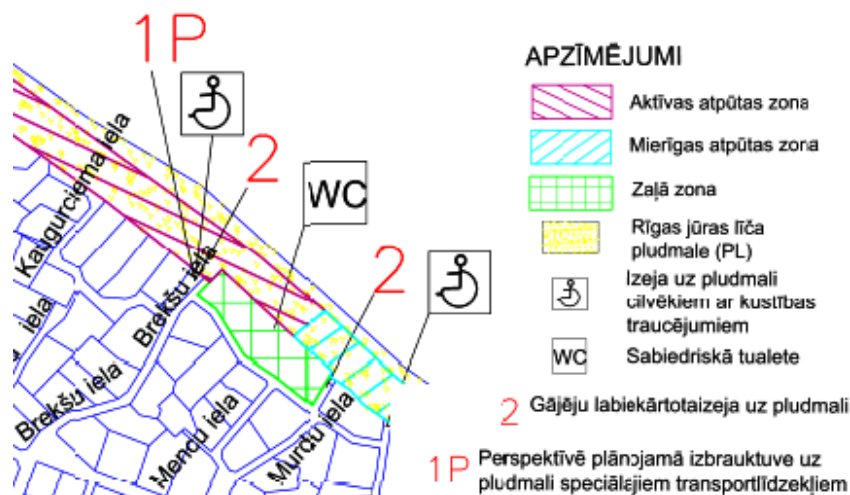 1P
2
WC
2
Kaugurciema iela
Brekšu iela
iela
Brekšu iela
Mencu iela
Murdu iela
APZĪMĒJUMI
Aktīvas atpūtas zona
Mierīgas atpūtas zona
Zaļā zona
Rīgas jūras līča
pludmale (PL)
Izeja uz pludmali
cilvēkiem ar kustības
traucējumiem
WC Sabiedriskā tualete
2 Gājēju labiekārtotaizeja uz pludmali
1P Perspektīvē plānojamā izbrauktuve uz
pludmali speciālajiem transportlīdzekļiem